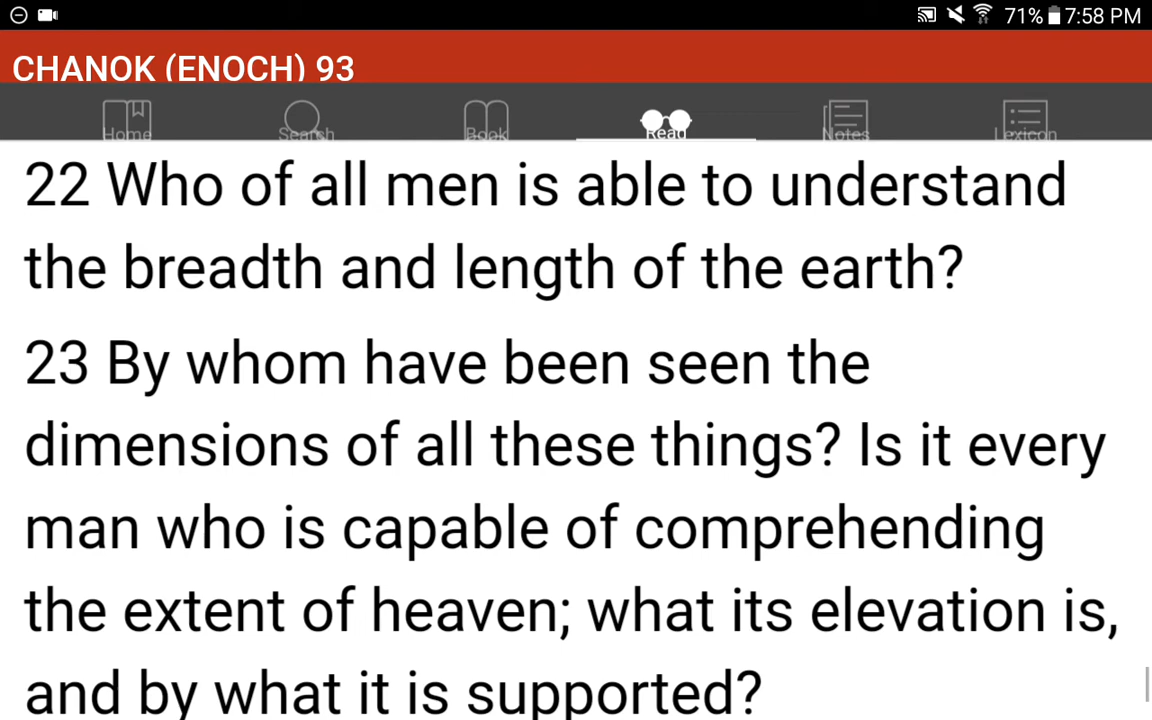 71% 7:58 PM
CHANOK (ENOCH) 93
Home Search Book Read Notes Lexicon
22 Who of all men is able to understand
the breadth and length of the earth?
23 By whom have been seen the
dimensions of all these things? Is it every
man who is capable of comprehending
the extent of heaven; what its elevation is,
and by what it is supported?